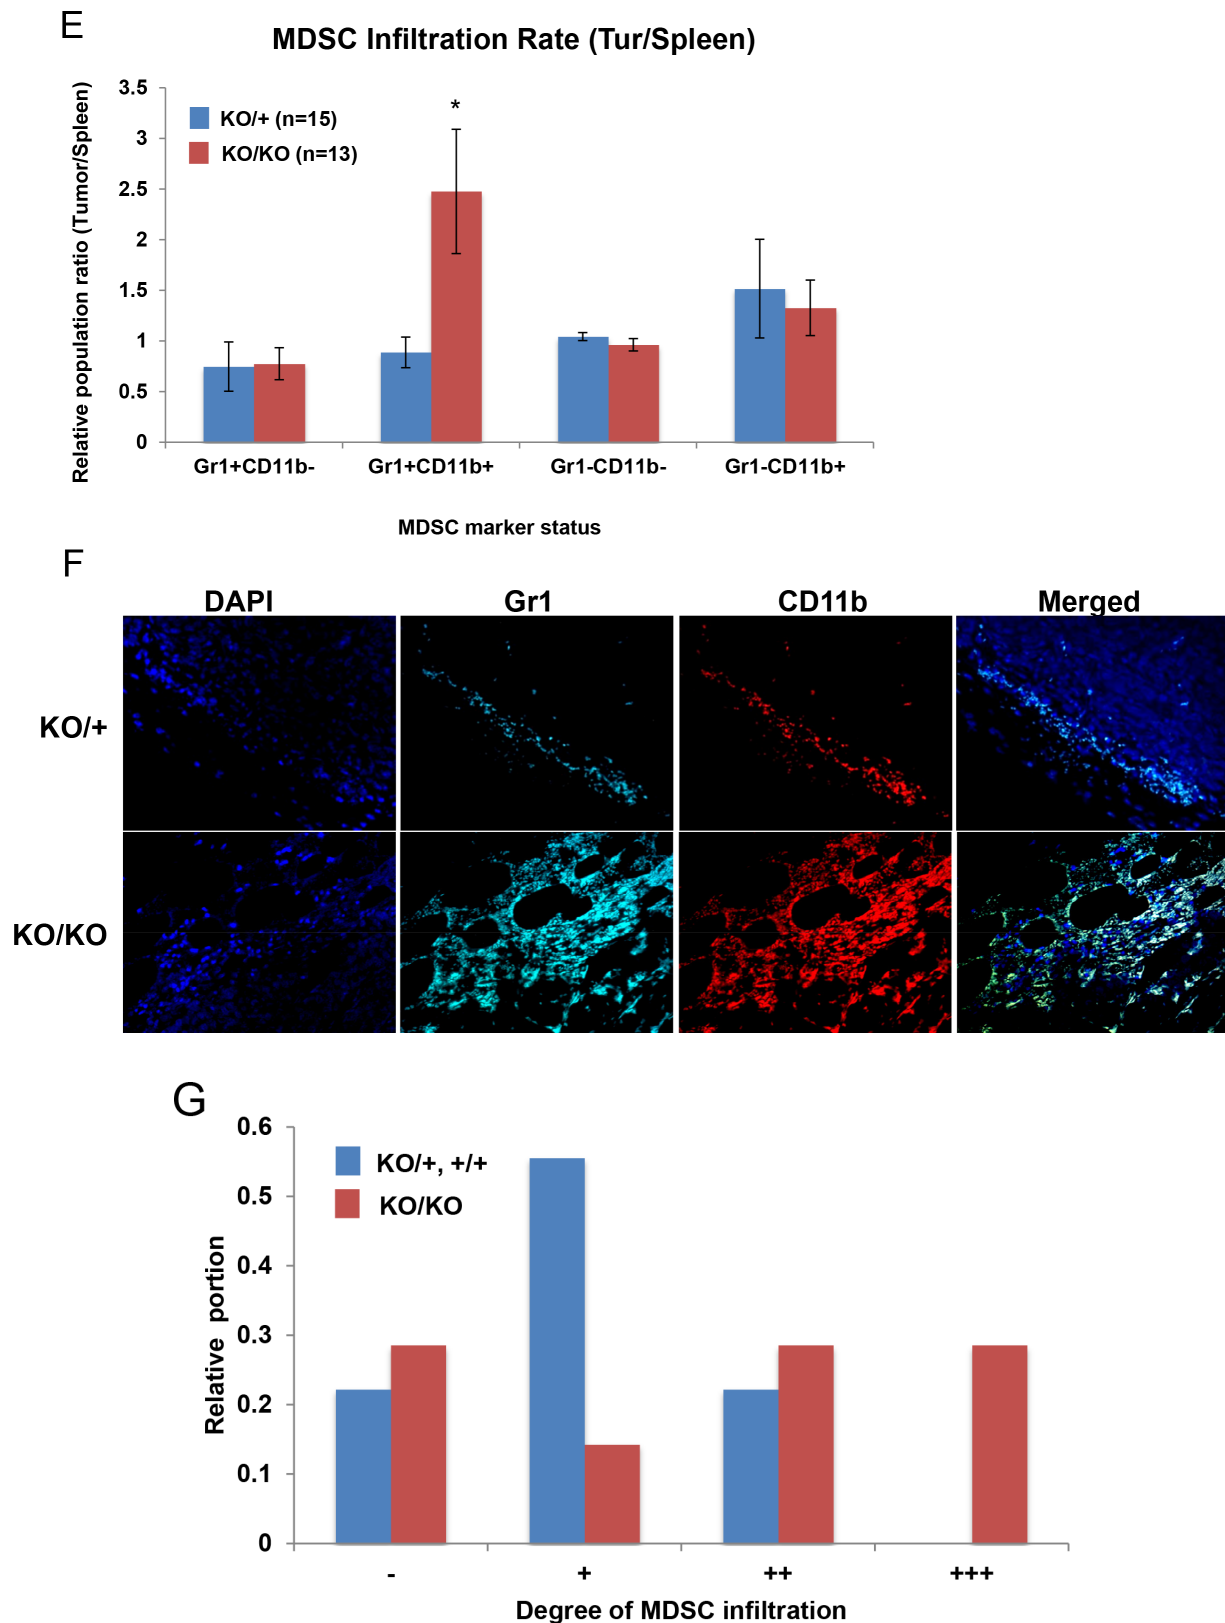 E
MDSC Infiltration Rate (Tur/Spleen)
Relative population ratio (Tumor/Spleen)
3.5
3
2.5
2
1.5
1
0.5
0
KO/+ (n=15)
KO/KO (n=13)
*
Gr1+CD11b-
Gr1+CD11b+
Gr1-CD11b-
Gr1-CD11b+
MDSC marker status
F
DAPI
Gr1
CD11b
Merged
KO/+
KO/KO
G
Relative portion
0.6
0.5
0.4
0.3
0.2
0.1
0
KO/+, +/+
KO/KO
-
+
++
+++
Degree of MDSC infiltration